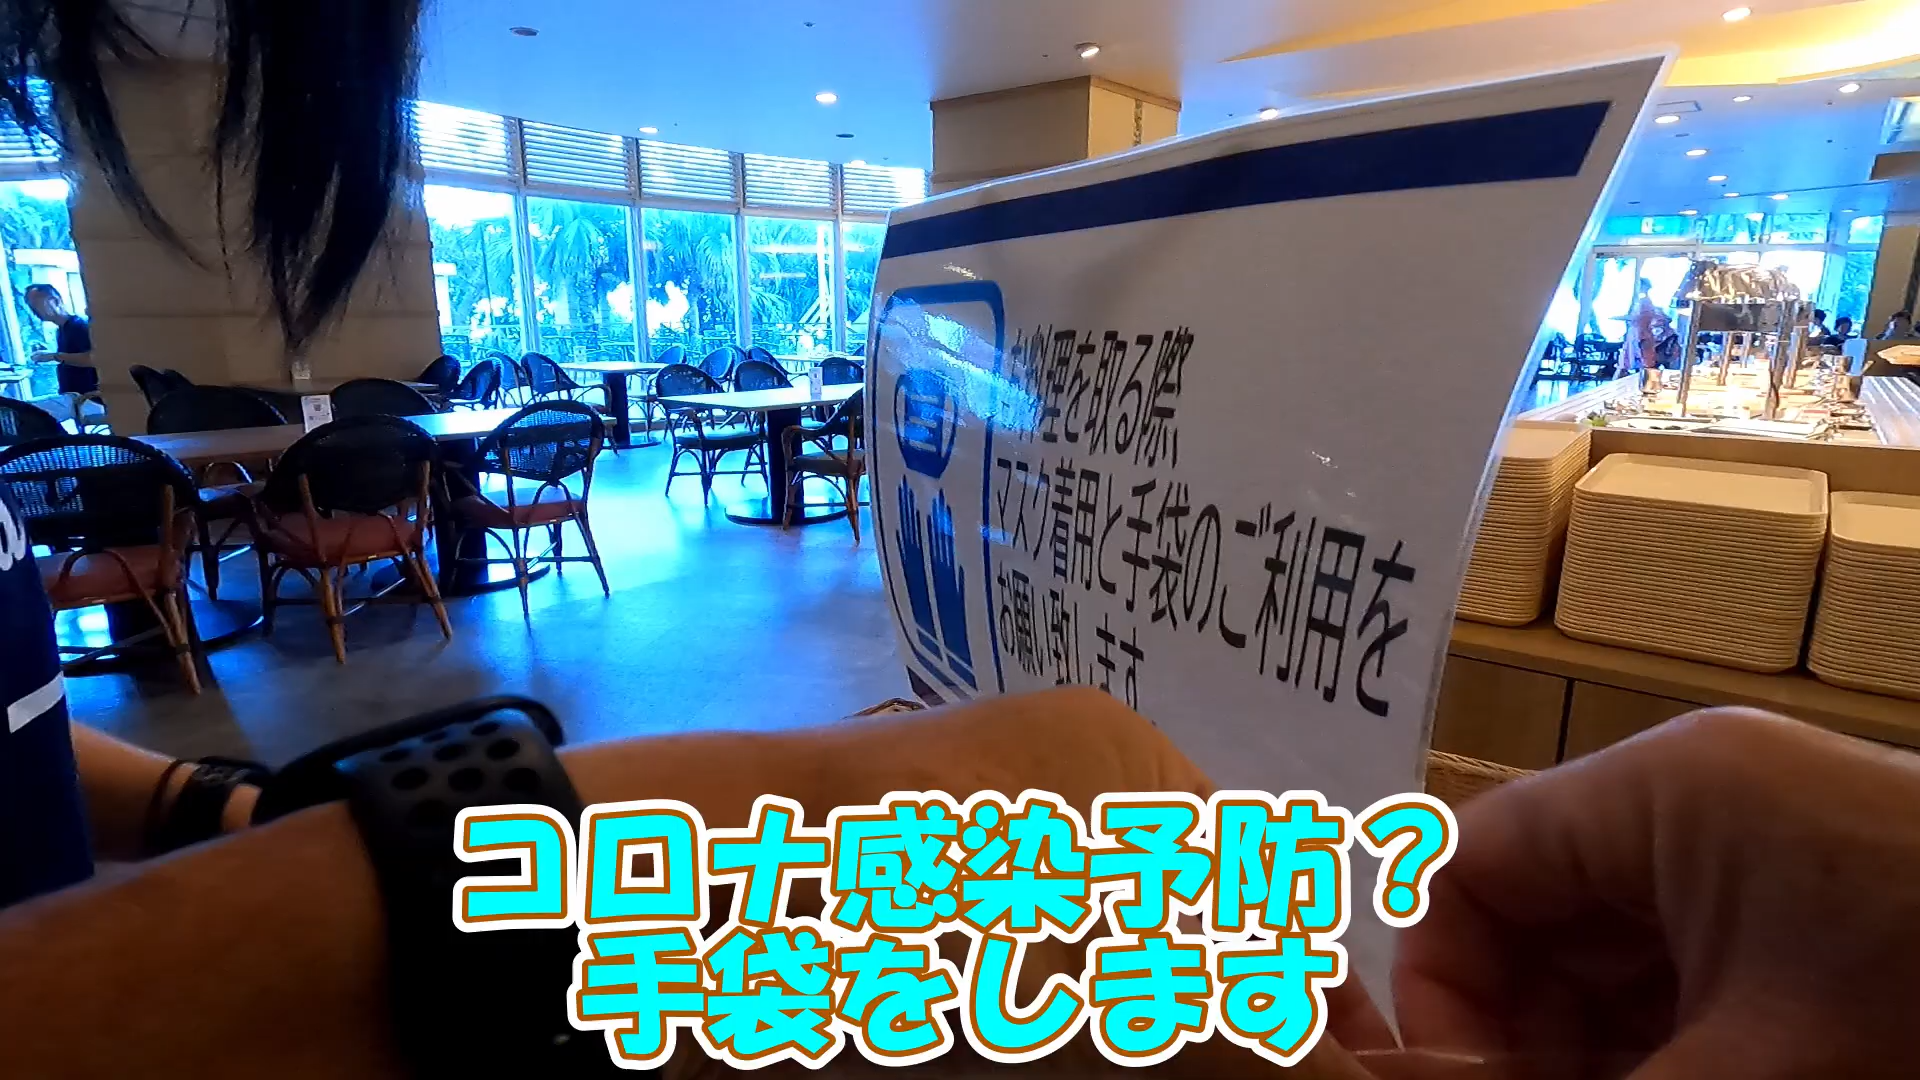 お料理を取る際
マスク着用と手袋のご利用を
お願い致します。
コロナ感染予防？
手袋をします